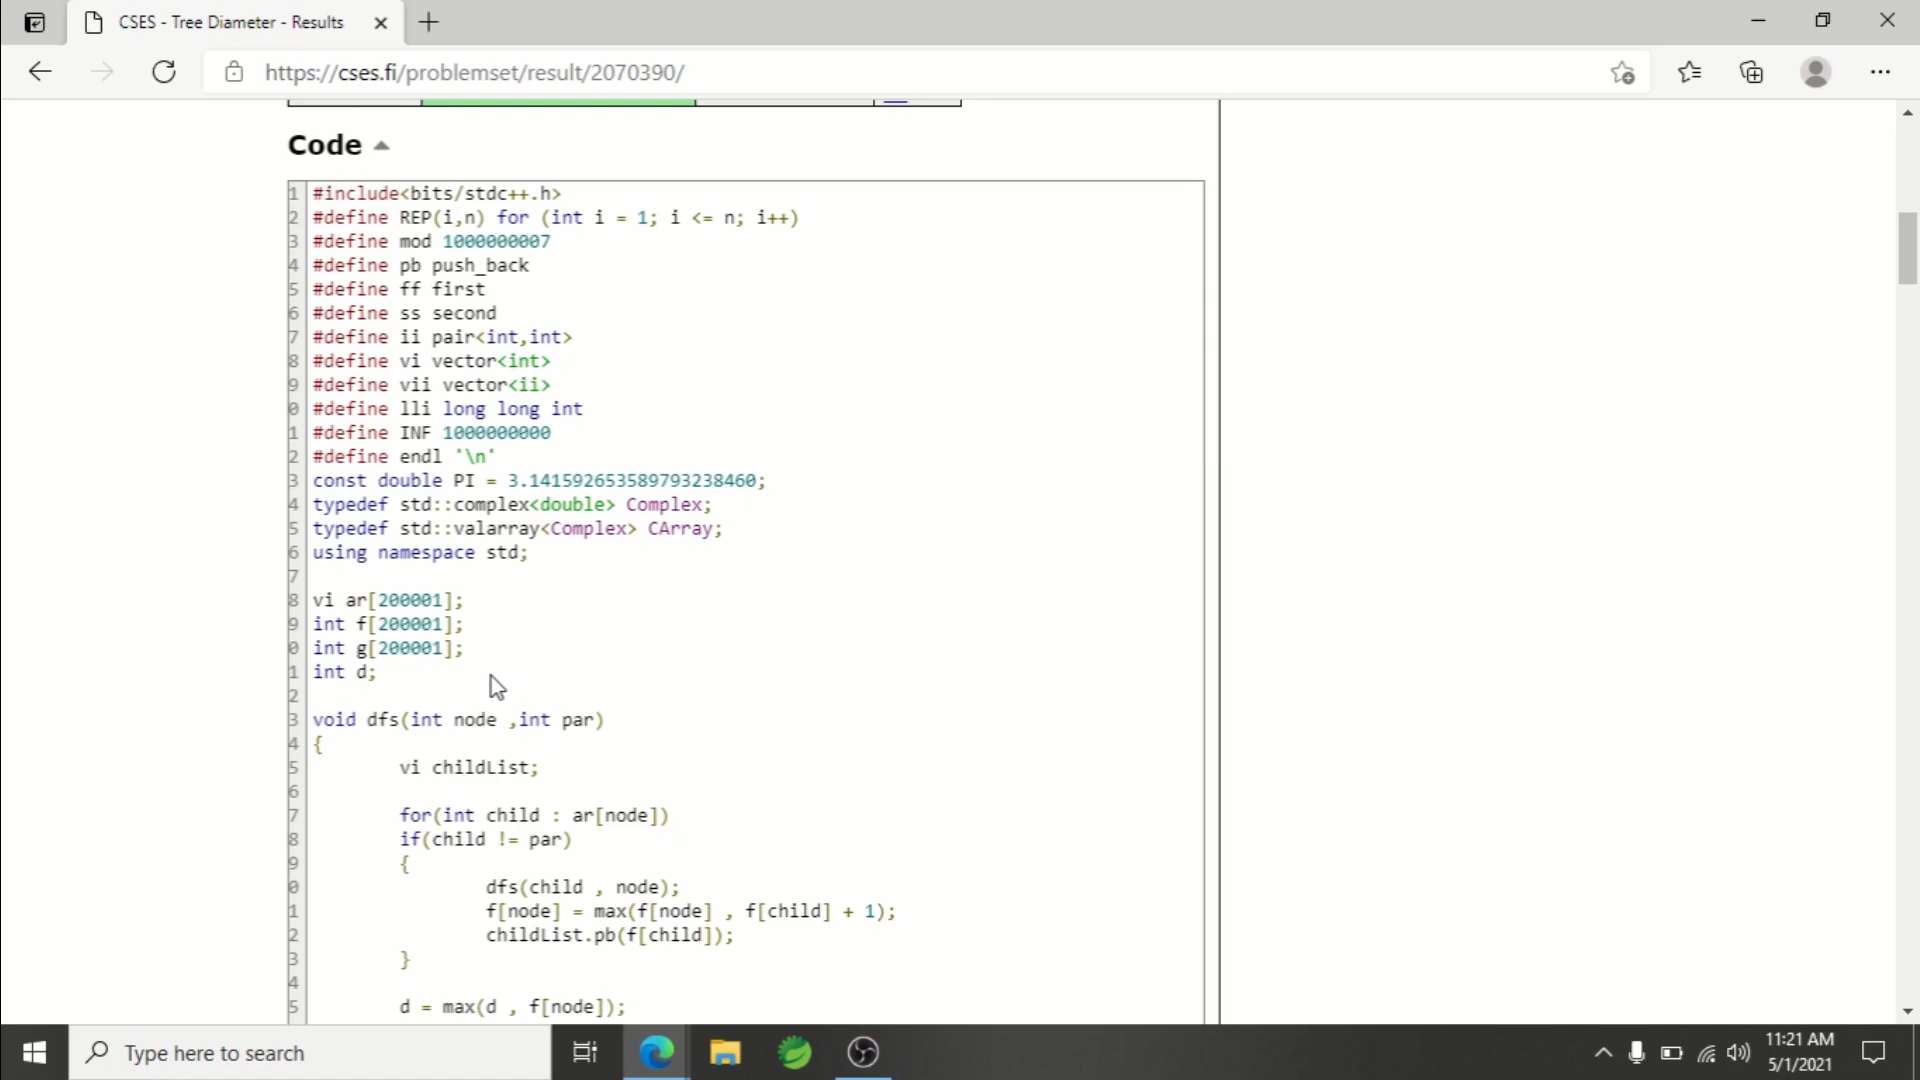 CSES - Tree Diameter - Results
https://cses.fi/problemset/result/2070390/
Code
1 #include<bits/stdc++.h>
2 #define REP(i,n) for (int i = 1; i <= n; i++)
3 #define mod 1000000007
4 #define pb push_back
5 #define ff first
6 #define ss second
7 #define ii pair<int,int>
8 #define vi vector<int>
9 #define vii vector<ii>
0 #define lli long long int
1 #define INF 1000000000
2 #define endl '\n'
3 const double PI = 3.141592653589793238460;
4 typedef std::complex<double> Complex;
5 typedef std::valarray<Complex> CArray;
6 using namespace std;
7
8 vi ar[200001];
9 int f[200001];
0 int g[200001];
1 int d;
2
3 void dfs(int node ,int par)
4 {
5 vi childList;
6
7 for(int child : ar[node])
8 if(child != par)
9 {
0 dfs(child , node);
1 f[node] = max(f[node] , f[child] + 1);
2 childList.pb(f[child]);
3 }
4
5 d = max(d , f[node]);
Type here to search
11:21 AM
5/1/2021